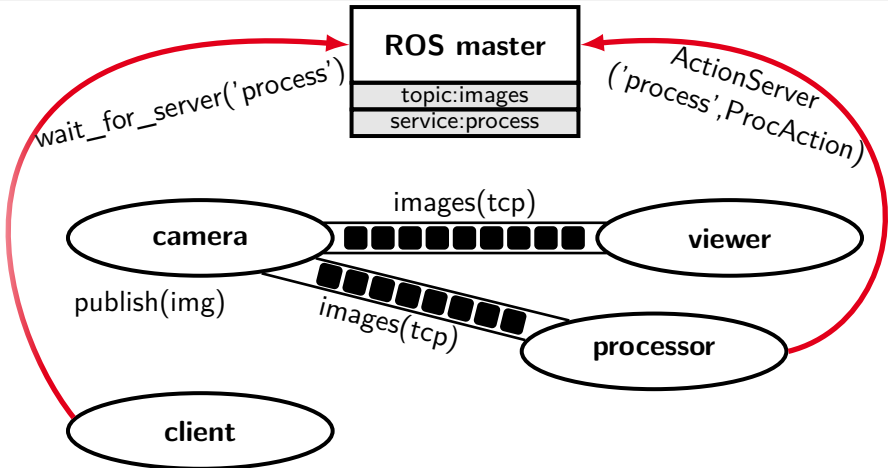 ROS master
topic:images
service:process
wait_for_server('process')
ActionServer
('process',ProcAction)
images(tcp)
camera
viewer
publish(img)
images(tcp)
processor
client